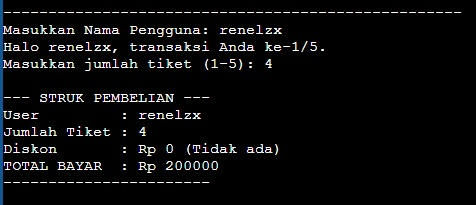 ---------------------------------------------------
Masukkan Nama Pengguna: renelzx
Halo renelzx, transaksi Anda ke-1/5.
Masukkan jumlah tiket (1-5): 4
--- STRUK PEMBELIAN ---
User         : renelzx
Jumlah Tiket : 4
Diskon       : Rp 0 (Tidak ada)
TOTAL BAYAR  : Rp 200000
-----------------------